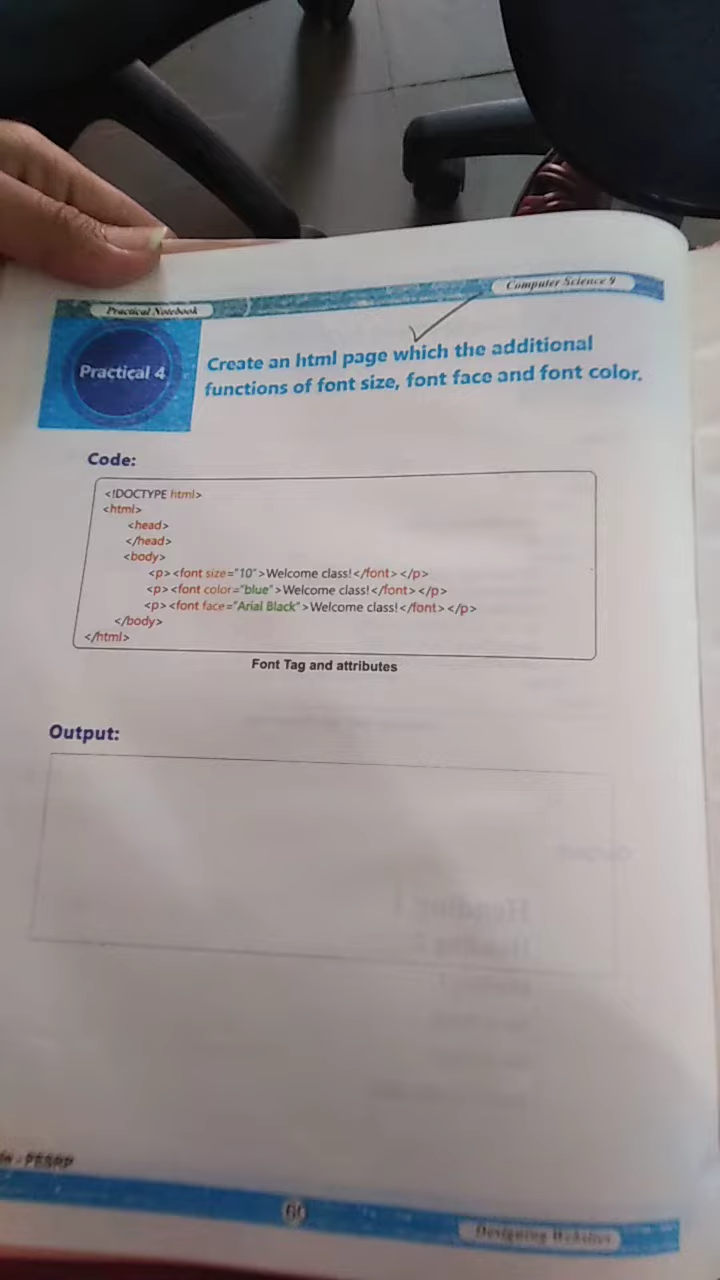 Practical Notebook
Computer Science 9
Practical 4
Create an html page which the additional
functions of font size, font face and font color.
Code:
<!DOCTYPE html>
<html>
<head>
</head>
<body>
<p><font size="10">Welcome class!</font></p>
<p><font color="blue">Welcome class!</font></p>
<p><font face="Arial Black">Welcome class!</font></p>
</body>
</html>
Font Tag and attributes
Output:
Designing Websites